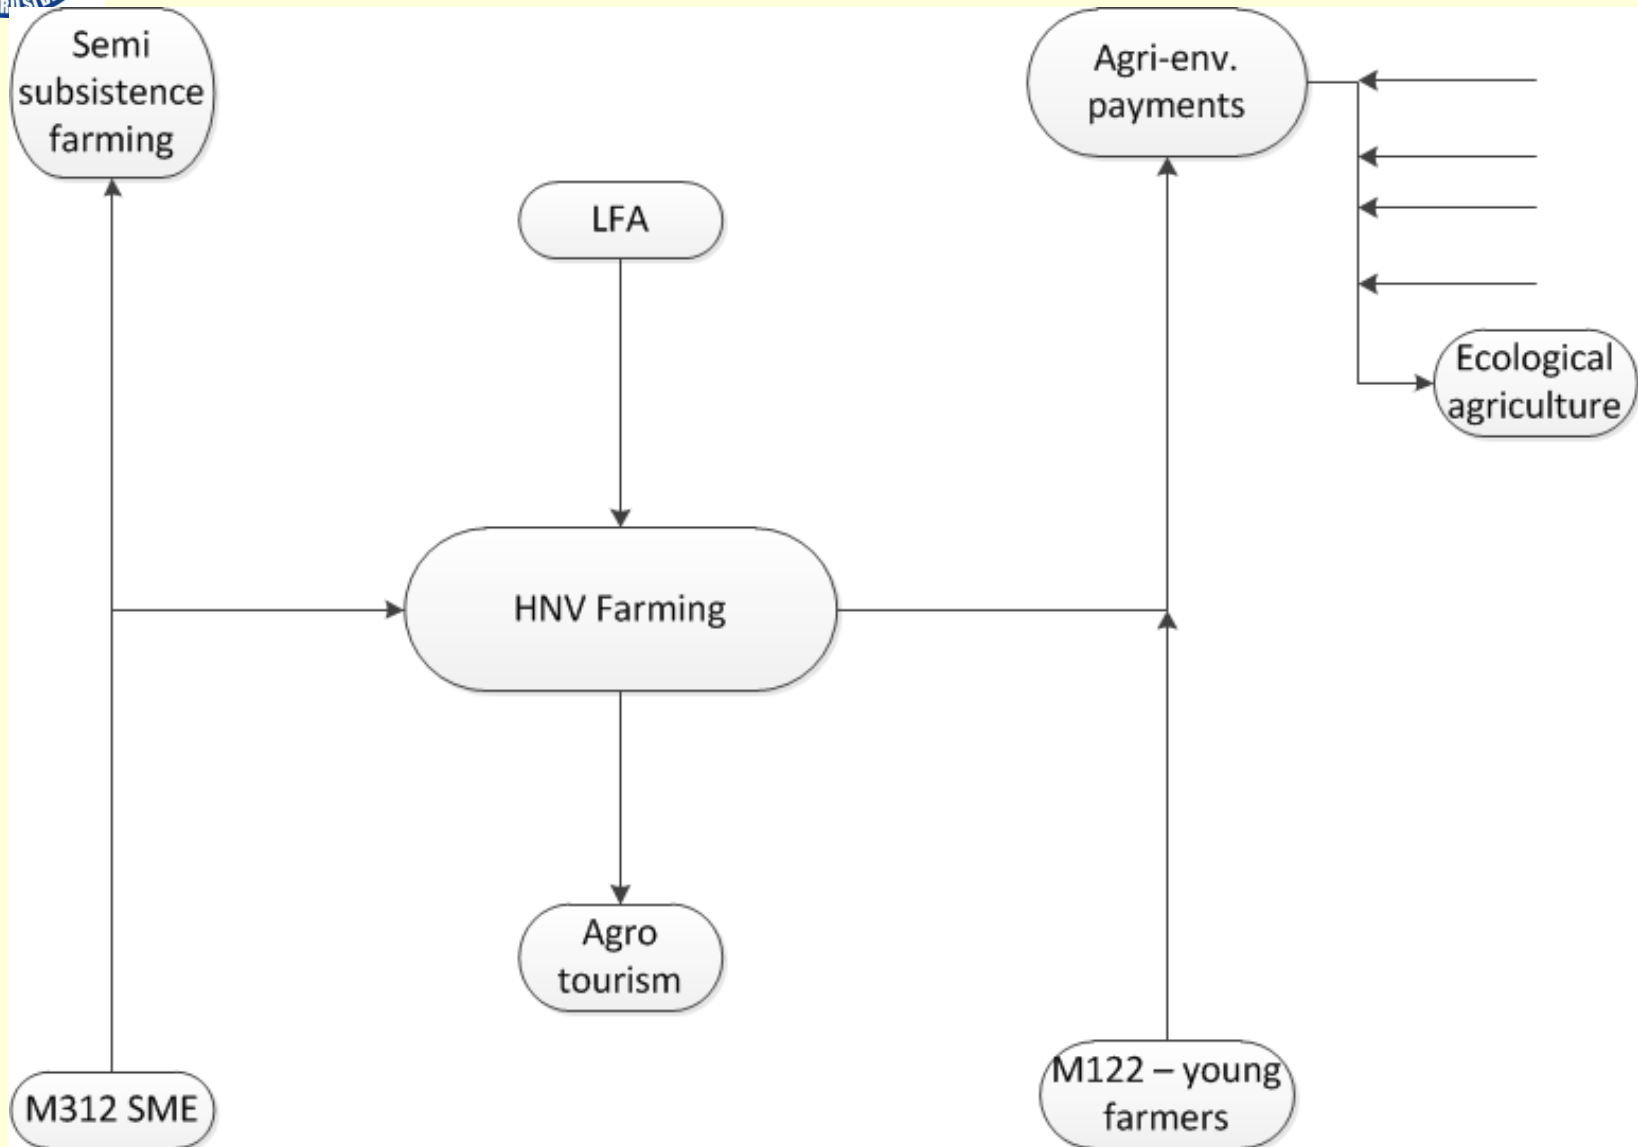 Semi
subsistence
farming
Agri-env.
payments
LFA
Ecological
agriculture
HNV Farming
Agro
tourism
M312 SME
M122 – young
farmers